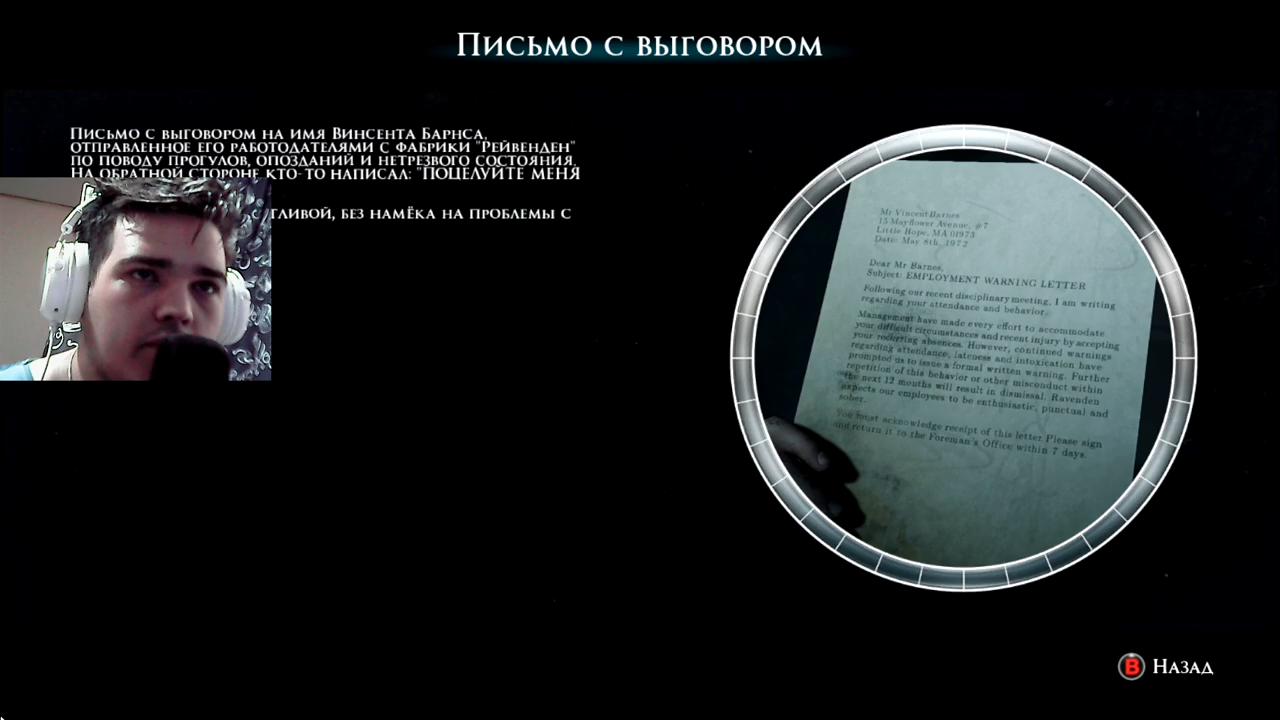 Письмо с выговором
Письмо с выговором на имя Винсента Барнса,
отправленное его работодателями с фабрики "Рейвенден"
по поводу прогулов, опозданий и нетрезвого состояния.
На обратной стороне кто-то написал: "Поцелуйте меня
тливой, без намёка на проблемы с
Mr Vincent Barnes
15 Mayflower Avenue, #7
Little Hope, MA 01973
Date: May 8th, 1972
Dear Mr Barnes,
Subject: EMPLOYMENT WARNING LETTER
Following our recent disciplinary meeting, I am writing
regarding your attendance and behavior.
Management have made every effort to accommodate
your difficult circumstances and recent injury by accepting
your recurring absences. However, continued warnings
regarding attendance, lateness and intoxication have
prompted us to issue a formal written warning. Further
repetition of this behavior or other misconduct within
the next 12 months will result in dismissal. Ravenden
expects our employees to be enthusiastic, punctual and
sober.
You must acknowledge receipt of this letter. Please sign
and return it to the Foreman's Office within 7 days.
B Назад